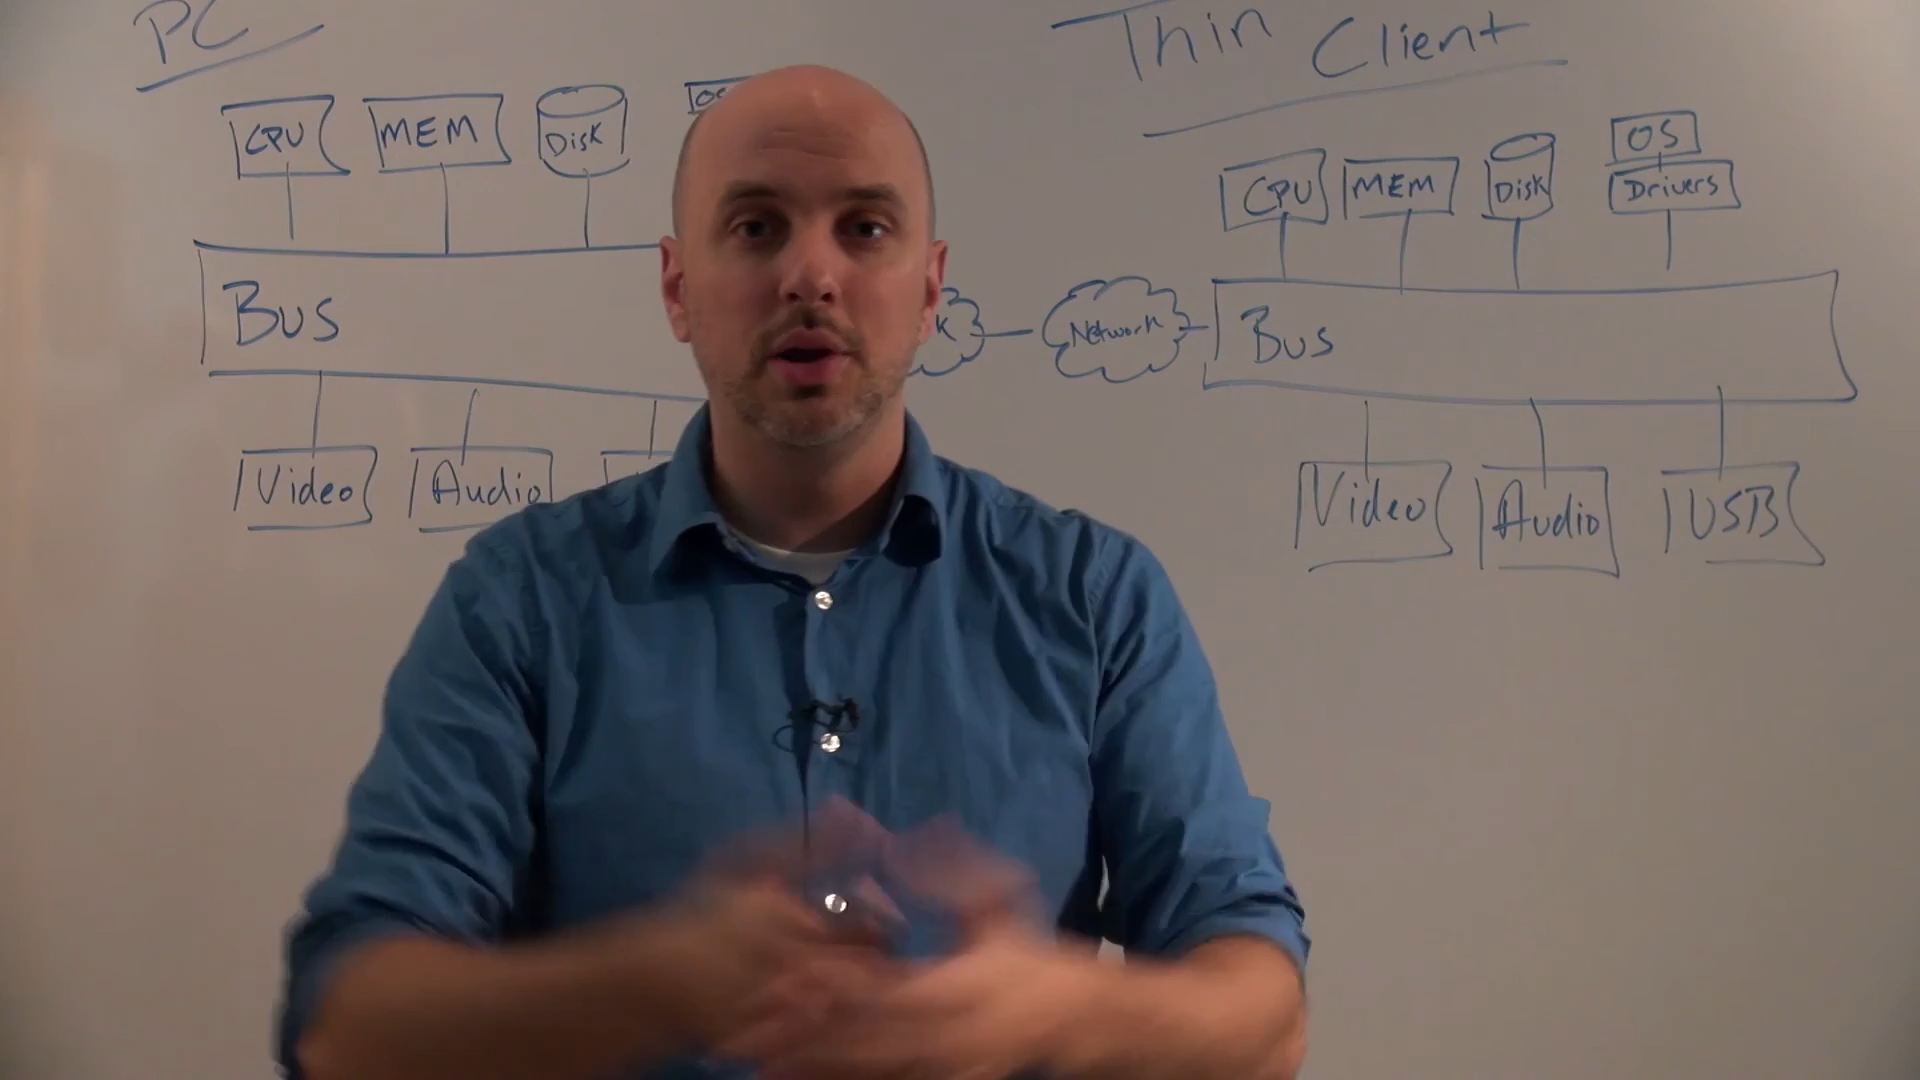 PC
CPU
MEM
Disk
Bus
Video
Audio
Thin Client
CPU
MEM
Disk
OS
Drivers
Network
Bus
Video
Audio
USB